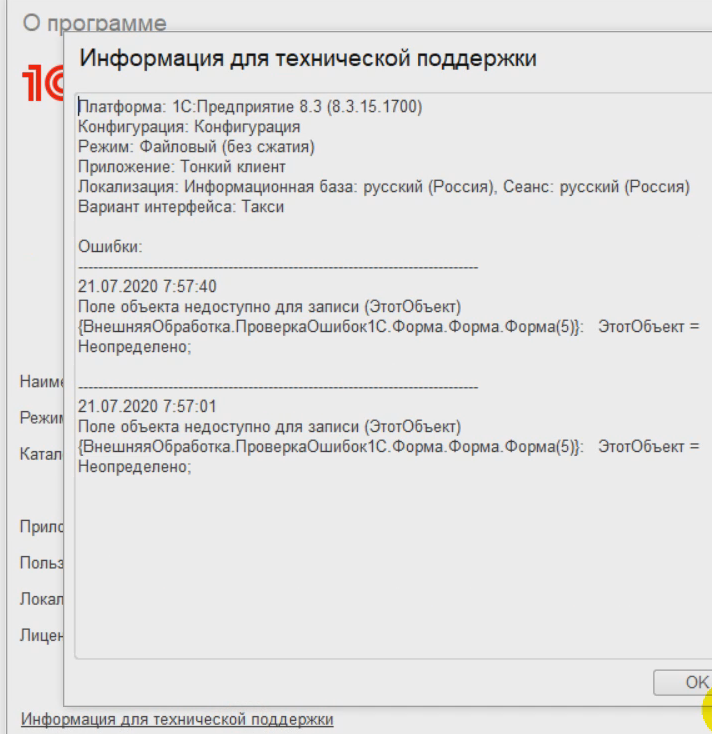 О программе
Информация для технической поддержки
1С
Платформа: 1С:Предприятие 8.3 (8.3.15.1700)
Конфигурация: Конфигурация
Режим: Файловый (без сжатия)
Приложение: Тонкий клиент
Локализация: Информационная база: русский (Россия), Сеанс: русский (Россия)
Вариант интерфейса: Такси
Ошибки:
--------------------------------------------------------------------------------
21.07.2020 7:57:40
Поле объекта недоступно для записи (ЭтотОбъект)
{ВнешняяОбработка.ПроверкаОшибок1С.Форма.Форма.Форма(5)}: ЭтотОбъект =
Неопределено;
--------------------------------------------------------------------------------
21.07.2020 7:57:01
Поле объекта недоступно для записи (ЭтотОбъект)
{ВнешняяОбработка.ПроверкаОшибок1С.Форма.Форма.Форма(5)}: ЭтотОбъект =
Неопределено;
Наиме
Режим
Катал
Прило
Польз
Локал
Лицен
OK
Информация для технической поддержки